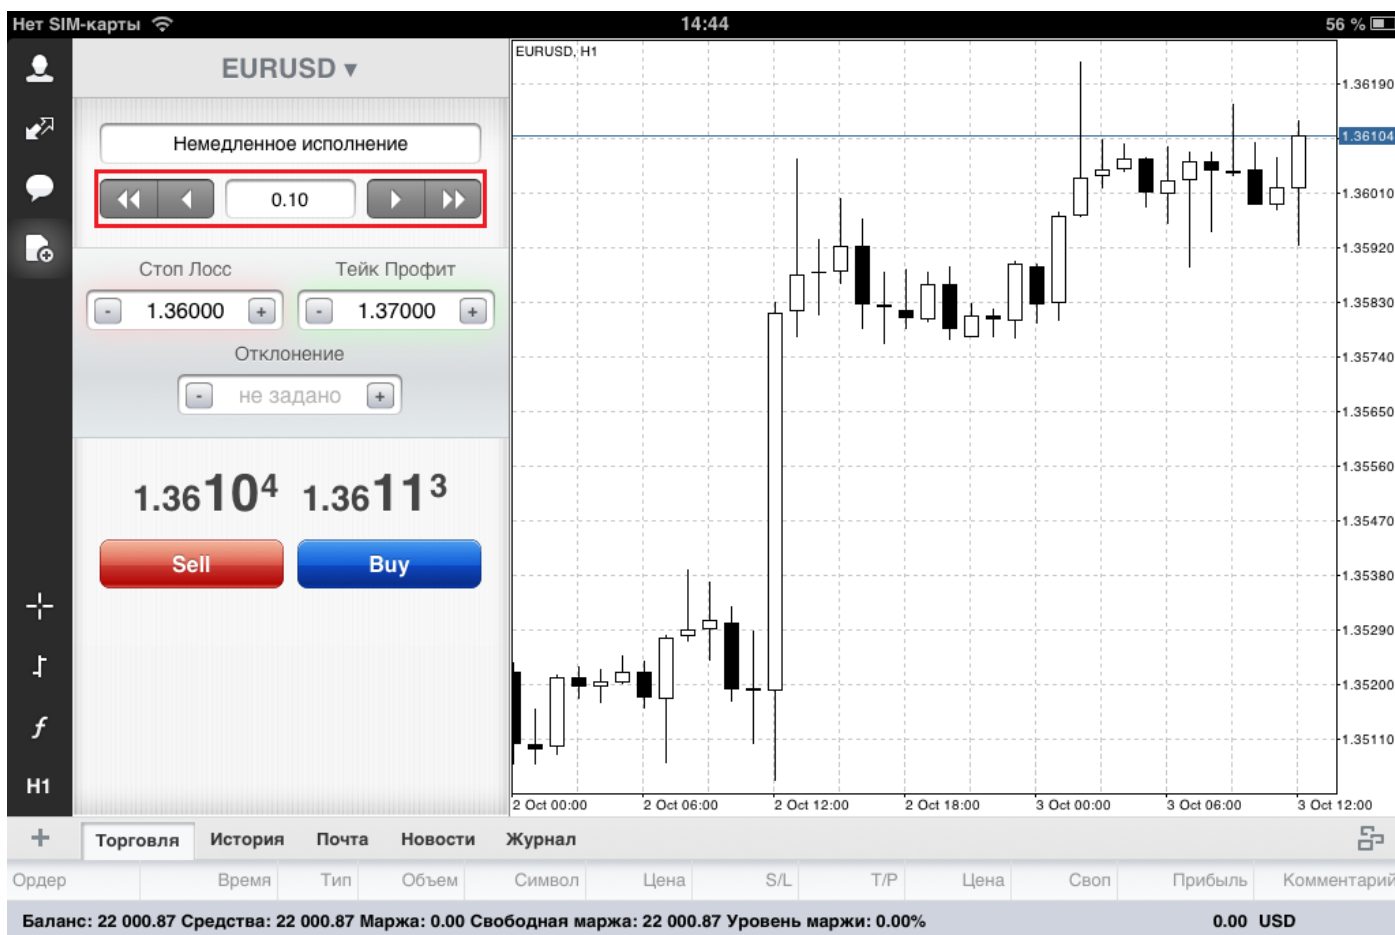 Нет SIM-карты 14:44 56 %
EURUSD ▾
Немедленное исполнение
0.10
Стоп Лосс Тейк Профит
- 1.36000 + - 1.37000 +
Отклонение
- не задано +
1.36104 1.36113
Sell Buy
H1
EURUSD, H1
1.36190
1.36104
1.36010
1.35920
1.35830
1.35740
1.35650
1.35560
1.35470
1.35380
1.35290
1.35200
1.35110
2 Oct 00:00 2 Oct 06:00 2 Oct 12:00 2 Oct 18:00 3 Oct 00:00 3 Oct 06:00 3 Oct 12:00
+ Торговля История Почта Новости Журнал
Ордер Время Тип Объем Символ Цена S/L T/P Цена Своп Прибыль Комментарий
Баланс: 22 000.87 Средства: 22 000.87 Маржа: 0.00 Свободная маржа: 22 000.87 Уровень маржи: 0.00% 0.00 USD